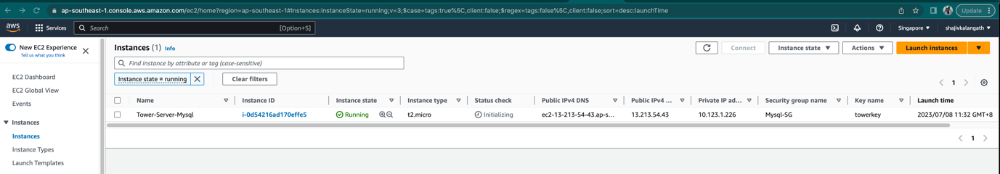 ap-southeast-1.console.aws.amazon.com/ec2/home?region=ap-southeast-1#Instances:instanceState=running;v=3;$case=tags:true%5C,client:false;$regex=tags:false%5C,client:false;sort=desc:launchTime
Update
aws Services Search [Option+S] Singapore shajivkalangath
New EC2 Experience
Tell us what you think
EC2 Dashboard
EC2 Global View
Events
Instances
Instances
Instance Types
Launch Templates
Instances (1) Info
Connect Instance state Actions Launch instances
Find instance by attribute or tag (case-sensitive)
Instance state = running Clear filters
1
Name Instance ID Instance state Instance type Status check Public IPv4 DNS Public IPv4 ... Private IP ad... Security group name Key name Launch time
Tower-Server-Mysql i-0d54216ad170effe5 Running t2.micro Initializing ec2-13-213-54-43.ap-s... 13.213.54.43 10.123.1.226 Mysql-SG towerkey 2023/07/08 11:32 GMT+8
1